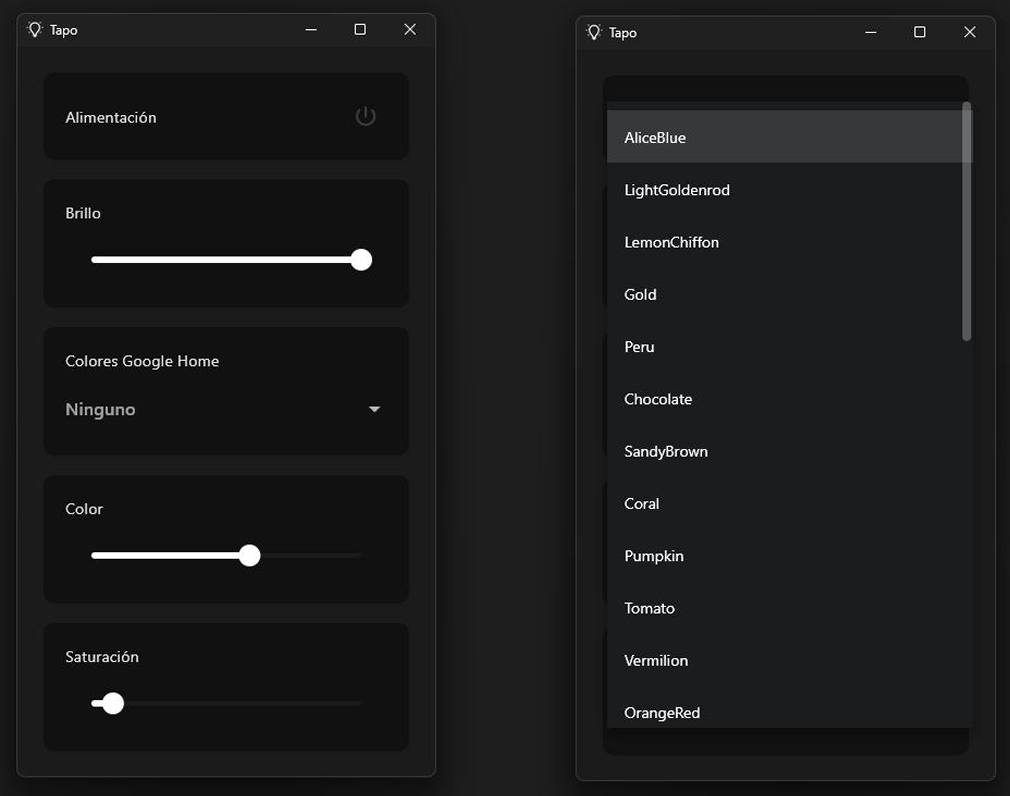 Tapo
Alimentación
Brillo
Colores Google Home
Ninguno
Color
Saturación
Tapo
AliceBlue
LightGoldenrod
LemonChiffon
Gold
Peru
Chocolate
SandyBrown
Coral
Pumpkin
Tomato
Vermilion
OrangeRed